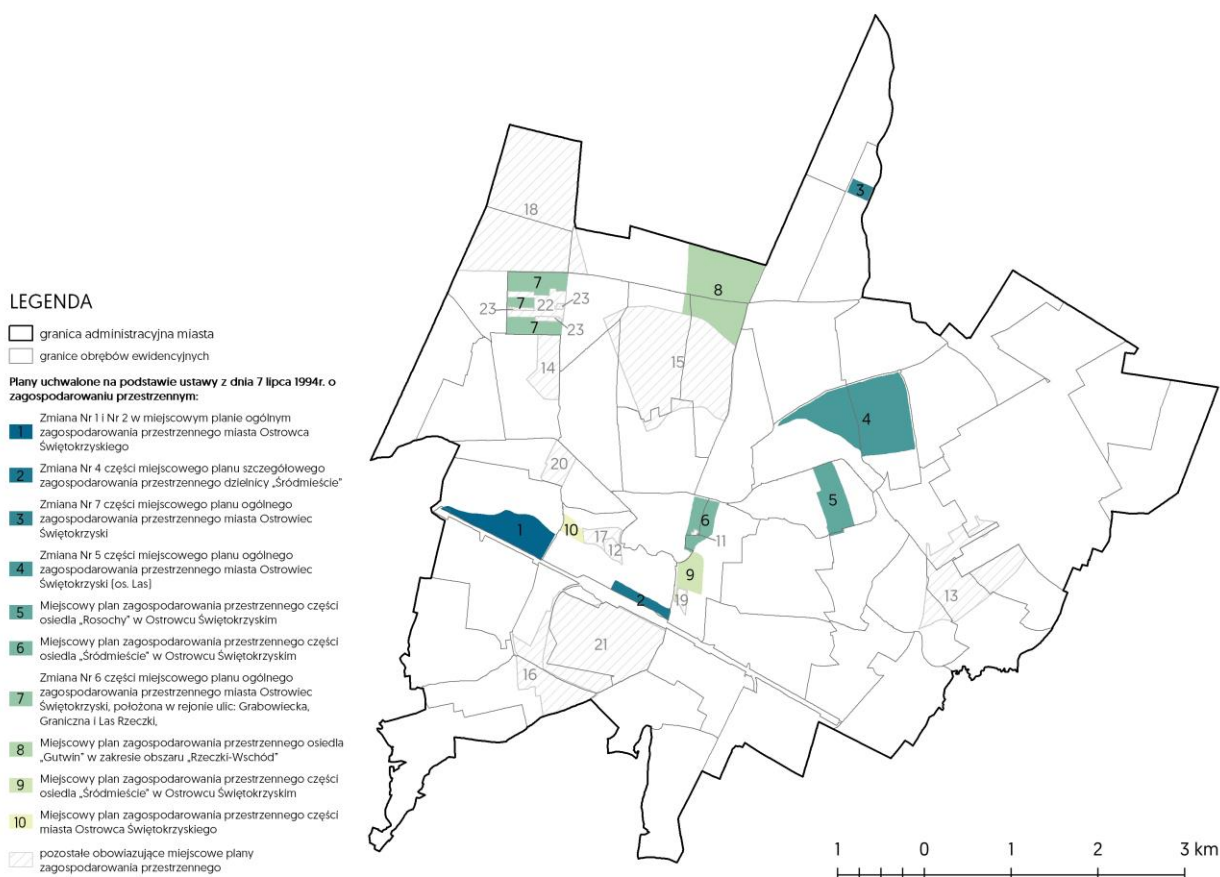 LEGENDA
granica administracyjna miasta
granice obrębów ewidencyjnych
Plany uchwalone na podstawie ustawy z dnia 7 lipca 1994r. o
zagospodarowaniu przestrzennym:
1 Zmiana Nr 1 i Nr 2 w miejscowym planie ogólnym
zagospodarowania przestrzennego miasta Ostrowca
Świętokrzyskiego
2 Zmiana Nr 4 części miejscowego planu szczegółowego
zagospodarowania przestrzennego dzielnicy „Śródmieście"
3 Zmiana Nr 7 części miejscowego planu ogólnego
zagospodarowania przestrzennego miasta Ostrowiec
Świętokrzyski
4 Zmiana Nr 5 części miejscowego planu ogólnego
zagospodarowania przestrzennego miasta Ostrowiec
Świętokrzyski (os. Las)
5 Miejscowy plan zagospodarowania przestrzennego części
osiedla „Rosochy" w Ostrowcu Świętokrzyskim
6 Miejscowy plan zagospodarowania przestrzennego części
osiedla „Śródmieście" w Ostrowcu Świętokrzyskim
7 Zmiana Nr 6 części miejscowego planu ogólnego
zagospodarowania przestrzennego miasta Ostrowiec
Świętokrzyski, położona w rejonie ulic: Grabowiecka,
Graniczna i Las Rzeczki,
8 Miejscowy plan zagospodarowania przestrzennego osiedla
„Gutwin" w zakresie obszaru „Rzeczki-Wschód"
9 Miejscowy plan zagospodarowania przestrzennego części
osiedla „Śródmieście" w Ostrowcu Świętokrzyskim
10 Miejscowy plan zagospodarowania przestrzennego części
miasta Ostrowca Świętokrzyskiego
pozostałe obowiazujące miejscowe plany
zagospodarowania przestrzennego
3
18
7
8
23 7 22 23
7 23
15
14
4
20
5
6
1 10 17 12 11
9
2 19
13
21
16
1 0 1 2 3 km